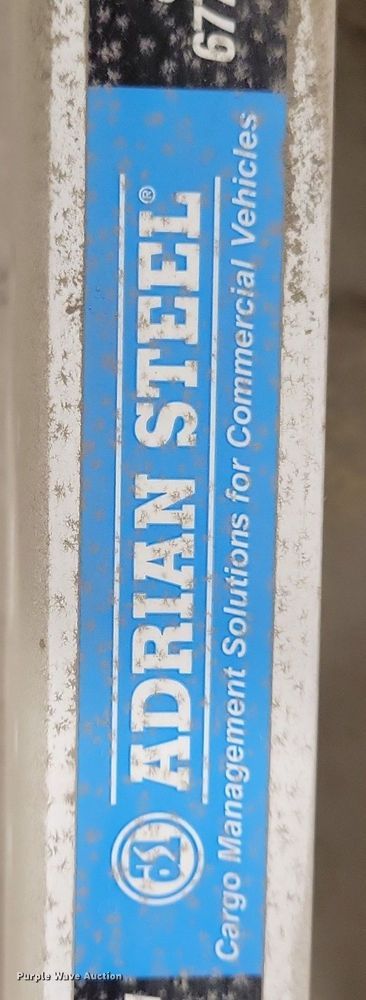 ADRIAN STEEL®
Cargo Management Solutions for Commercial Vehicles
Purple Wave Auction